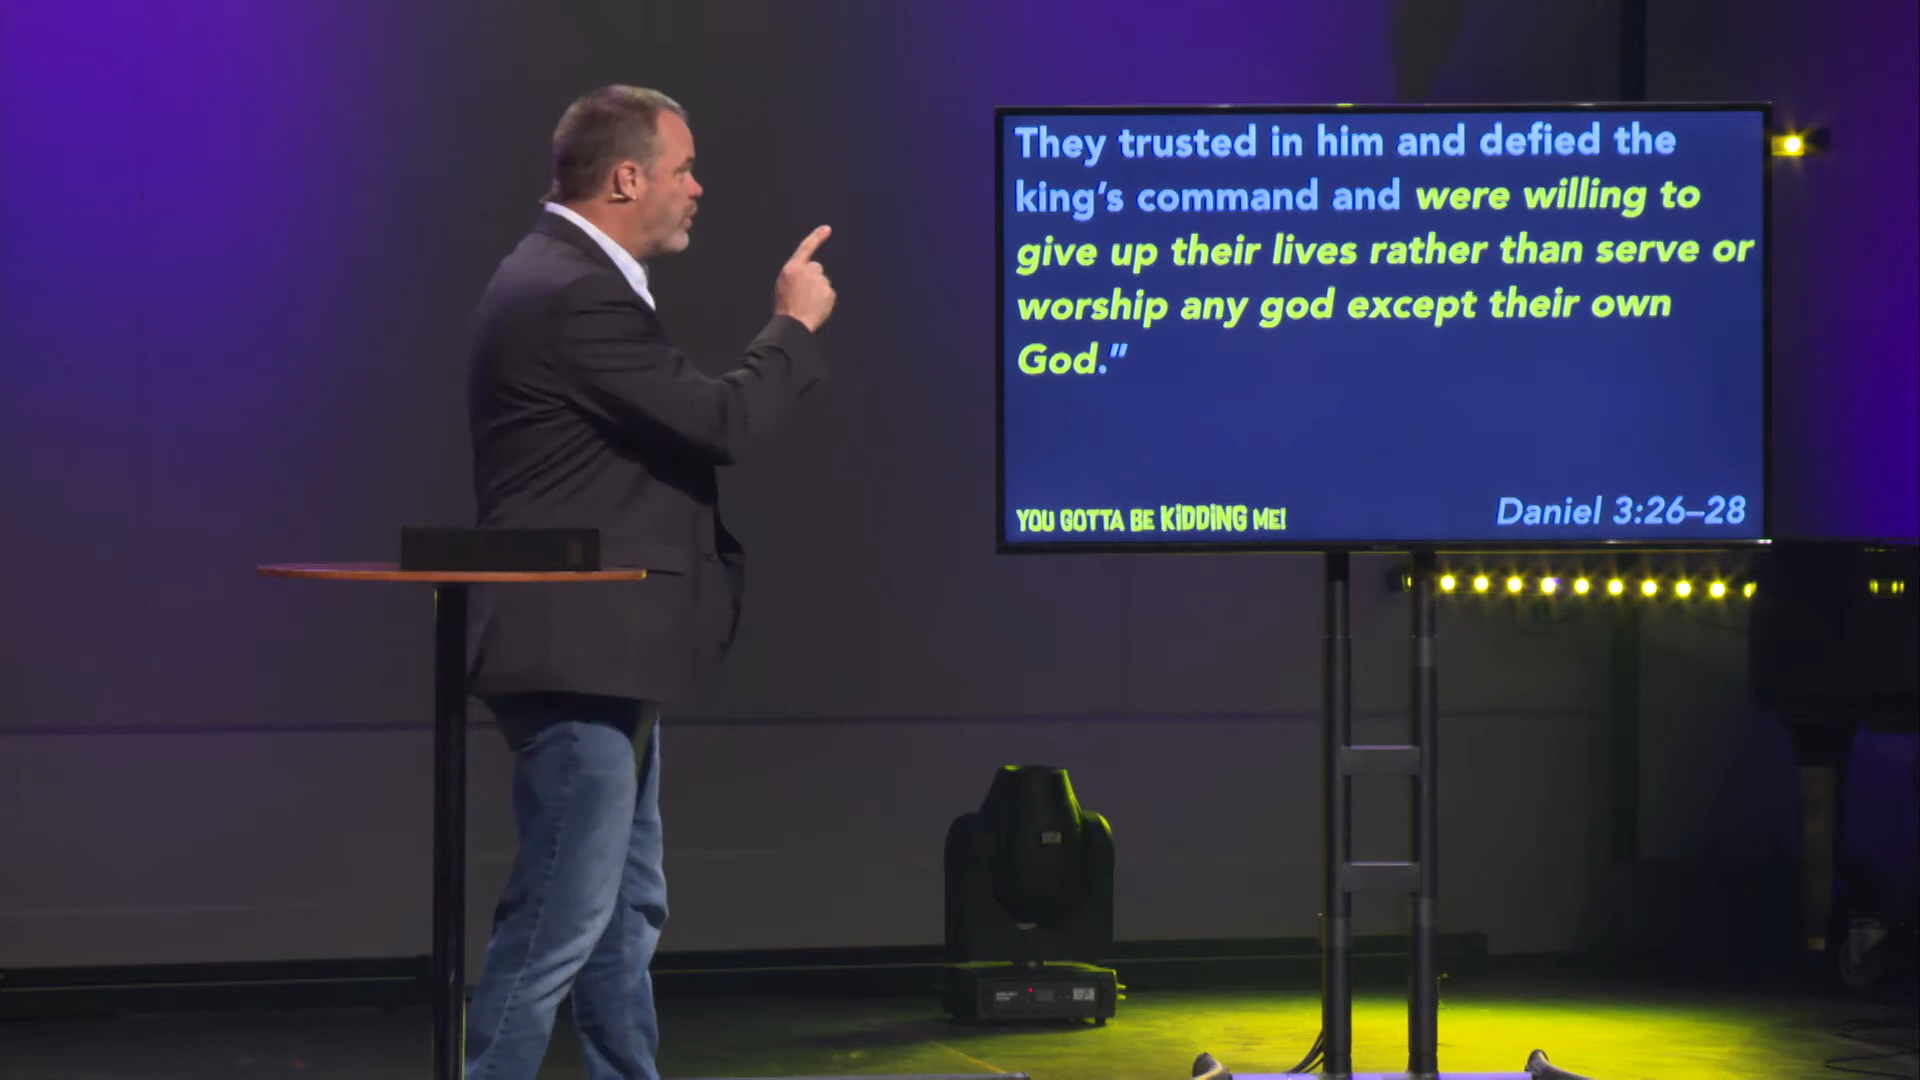 They trusted in him and defied the
king’s command and were willing to
give up their lives rather than serve or
worship any god except their own
God.”
YOU GOTTA BE KiDDiNG ME!
Daniel 3:26–28